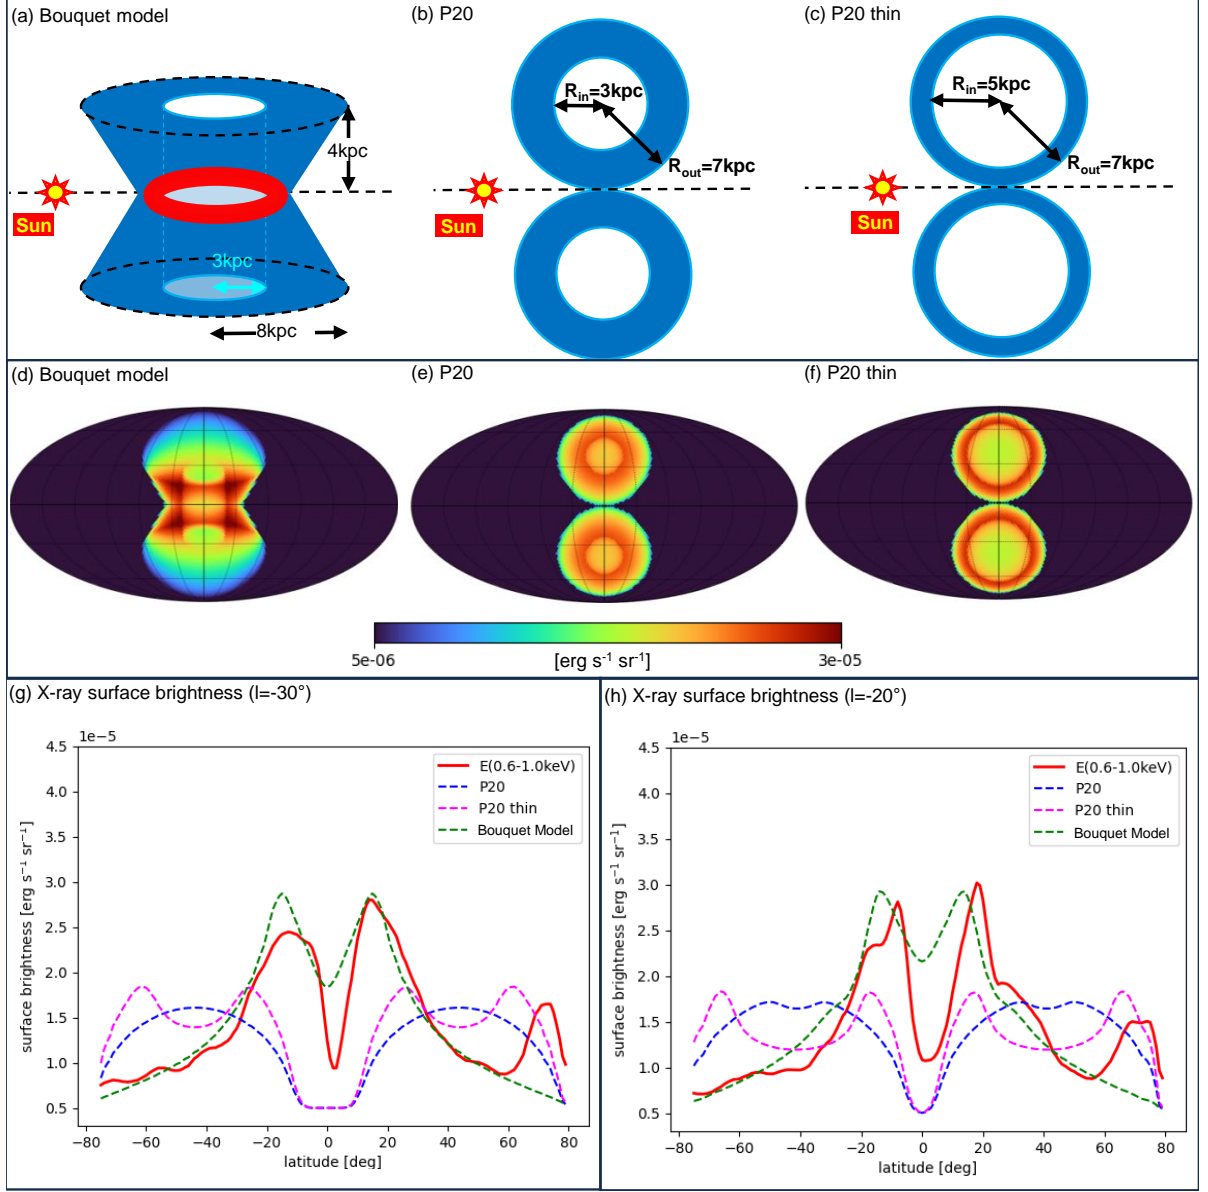 (a) Bouquet model
(b) P20
(c) P20 thin
4kpc
Sun
3kpc
8kpc
R_in=3kpc
R_out=7kpc
Sun
R_in=5kpc
R_out=7kpc
Sun
(d) Bouquet model
(e) P20
(f) P20 thin
5e-06
[erg s⁻¹ sr⁻¹]
3e-05
(g) X-ray surface brightness (l=-30°)
1e−5
4.5
4.0
3.5
3.0
2.5
2.0
1.5
1.0
0.5
surface brightness [erg s⁻¹ sr⁻¹]
E(0.6-1.0keV)
P20
P20 thin
Bouquet Model
−80 −60 −40 −20 0 20 40 60 80
latitude [deg]
(h) X-ray surface brightness (l=-20°)
1e−5
4.5
4.0
3.5
3.0
2.5
2.0
1.5
1.0
0.5
surface brightness [erg s⁻¹ sr⁻¹]
E(0.6-1.0keV)
P20
P20 thin
Bouquet Model
−80 −60 −40 −20 0 20 40 60 80
latitude [deg]